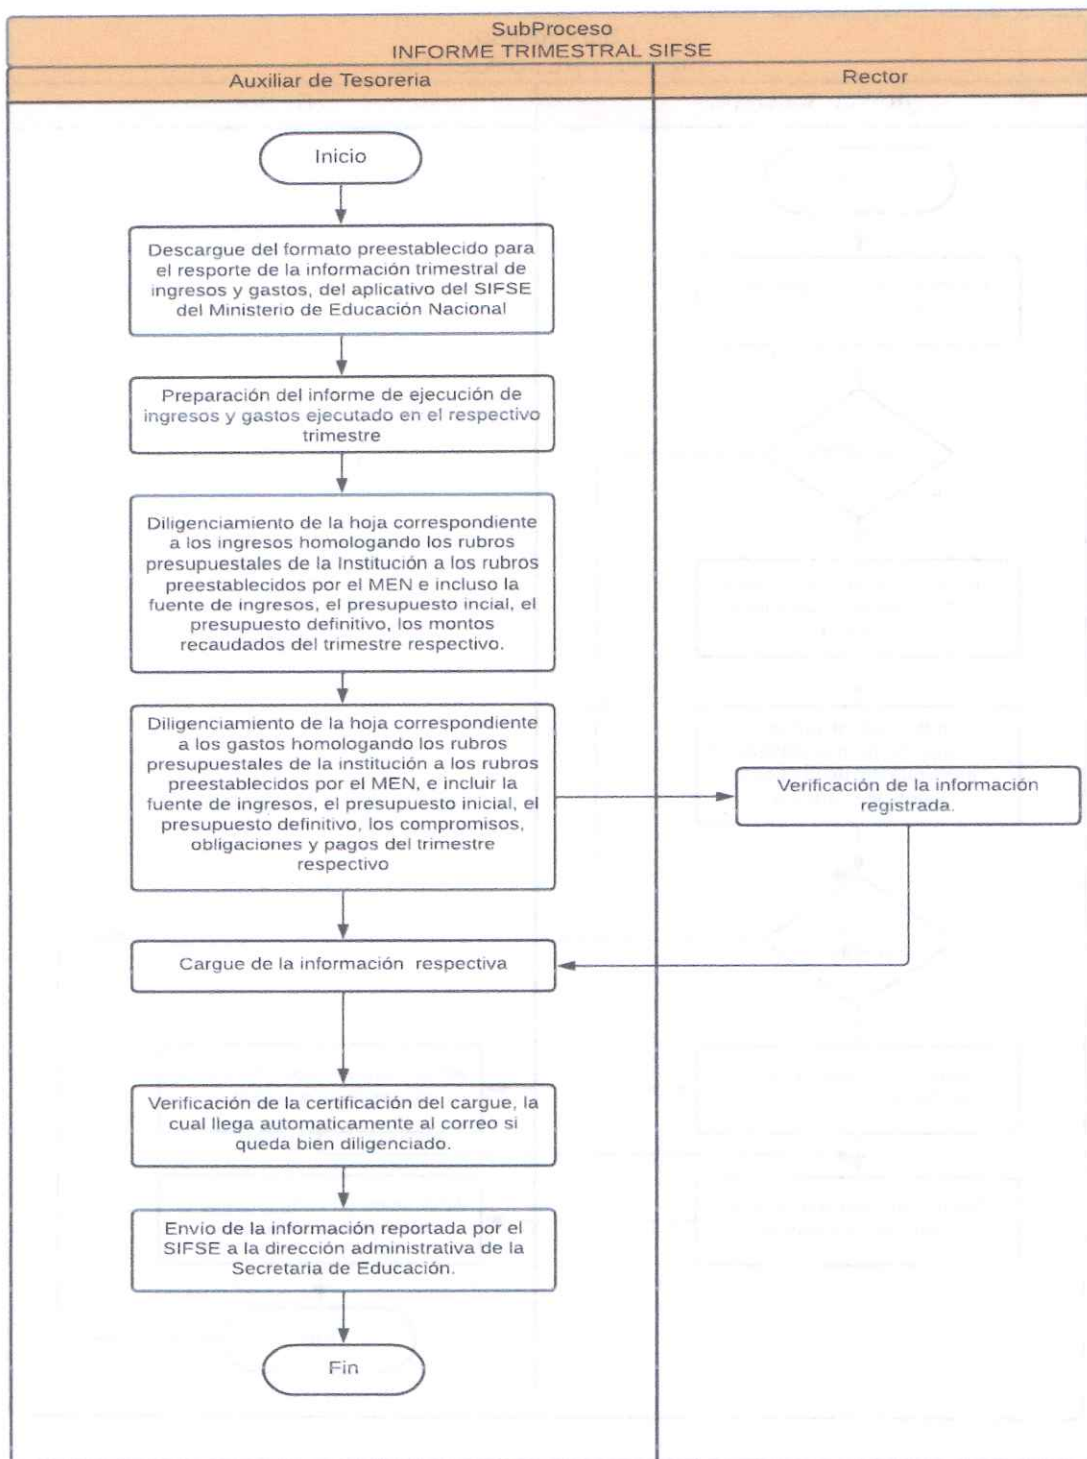 SubProceso
INFORME TRIMESTRAL SIFSE
Auxiliar de Tesoreria
Rector
Inicio
Descargue del formato preestablecido para
el resporte de la información trimestral de
ingresos y gastos, del aplicativo del SIFSE
del Ministerio de Educación Nacional
Preparación del informe de ejecución de
ingresos y gastos ejecutado en el respectivo
trimestre
Diligenciamiento de la hoja correspondiente
a los ingresos homologando los rubros
presupuestales de la Institución a los rubros
preestablecidos por el MEN e incluso la
fuente de ingresos, el presupuesto incial, el
presupuesto definitivo, los montos
recaudados del trimestre respectivo.
Diligenciamiento de la hoja correspondiente
a los gastos homologando los rubros
presupuestales de la institución a los rubros
preestablecidos por el MEN, e incluir la
fuente de ingresos, el presupuesto inicial, el
presupuesto definitivo, los compromisos,
obligaciones y pagos del trimestre
respectivo
Verificación de la información
registrada.
Cargue de la información respectiva
Verificación de la certificación del cargue, la
cual llega automaticamente al correo si
queda bien diligenciado.
Envío de la información reportada por el
SIFSE a la dirección administrativa de la
Secretaria de Educación.
Fin